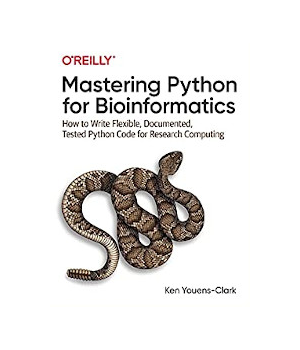 O'REILLY®
Mastering Python
for Bioinformatics
How to Write Flexible, Documented,
Tested Python Code for Research Computing
Ken Youens-Clark